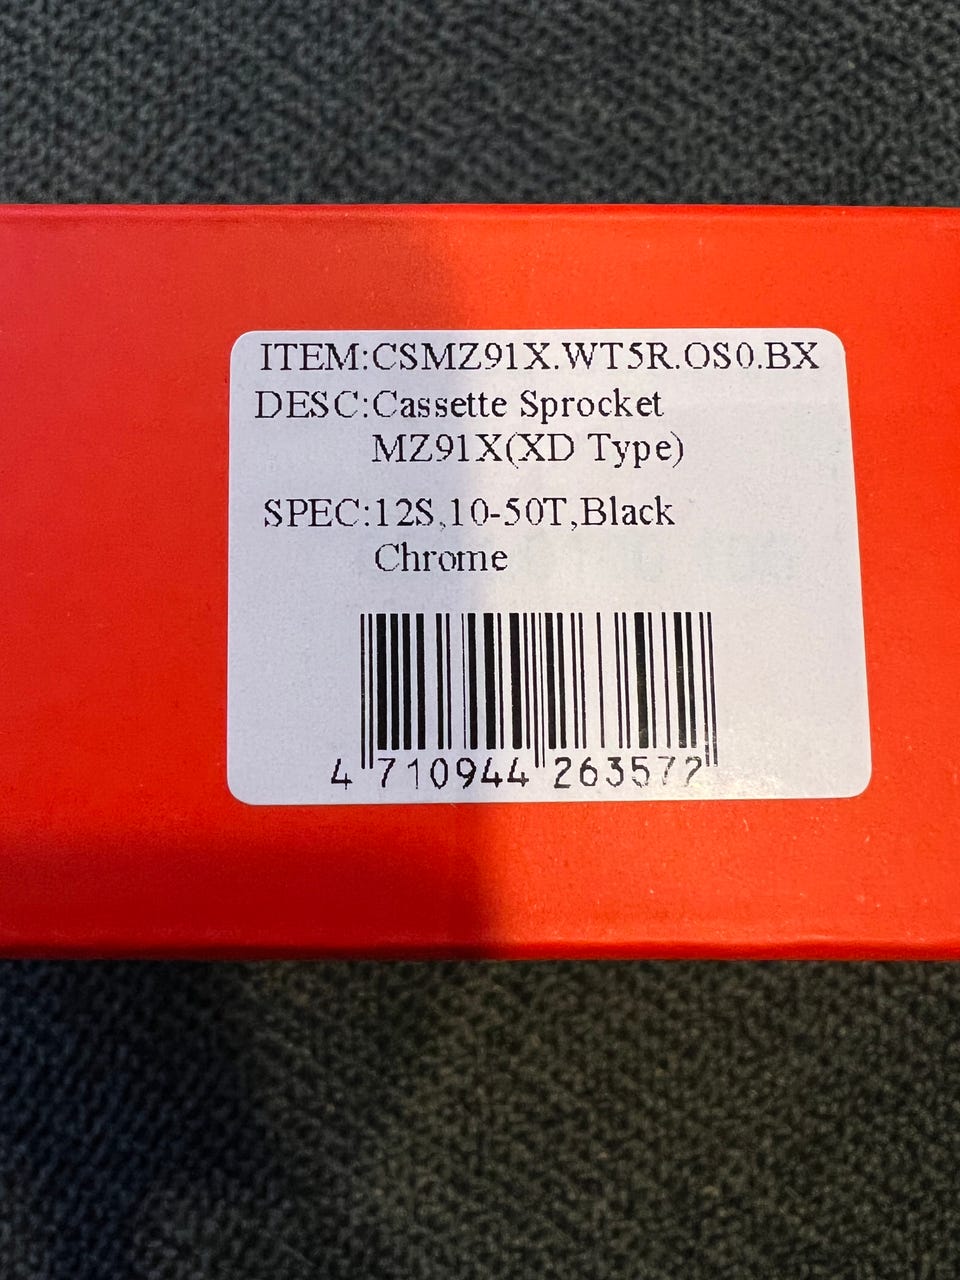 ITEM:CSMZ91X.WT5R.OS0.BX
DESC:Cassette Sprocket
MZ91X(XD Type)
SPEC:12S,10-50T,Black
Chrome
4 710944 263572